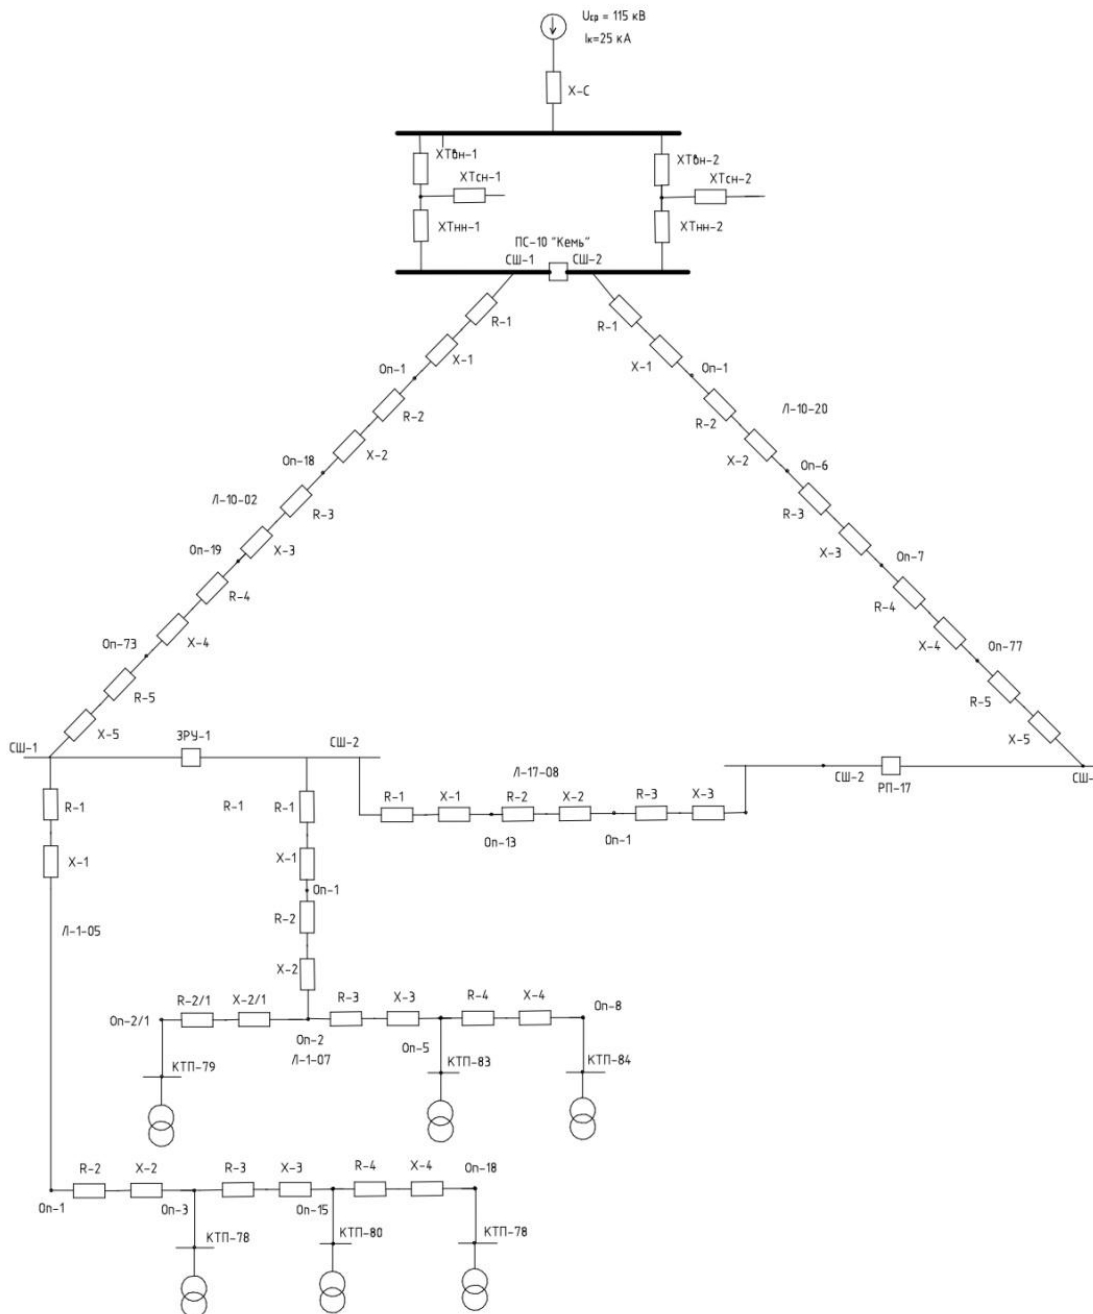 Uср = 115 кВ
Iк=25 кА
X-C
XTвн-1
XTвн-2
XTсн-1
XTсн-2
XTнн-1
XTнн-2
ПС-10 "Кемь"
СШ-1
СШ-2
R-1
R-1
X-1
X-1
Оп-1
Оп-1
R-2
R-2
Л-10-20
X-2
X-2
Оп-18
Оп-6
Л-10-02
R-3
R-3
X-3
X-3
Оп-19
Оп-7
R-4
R-4
X-4
X-4
Оп-73
Оп-77
R-5
R-5
X-5
X-5
СШ-1
ЗРУ-1
СШ-2
Л-17-08
СШ-2
РП-17
СШ-
R-1
X-1
R-2
X-2
R-3
X-3
Оп-13
Оп-1
R-1
R-1
R-1
X-1
X-1
Оп-1
Л-1-05
R-2
X-2
R-2/1
X-2/1
R-3
X-3
R-4
X-4
Оп-8
Оп-2/1
Оп-2
Л-1-07
Оп-5
КТП-79
КТП-83
КТП-84
R-2
X-2
R-3
X-3
R-4
X-4
Оп-18
Оп-1
Оп-3
Оп-15
КТП-78
КТП-80
КТП-78